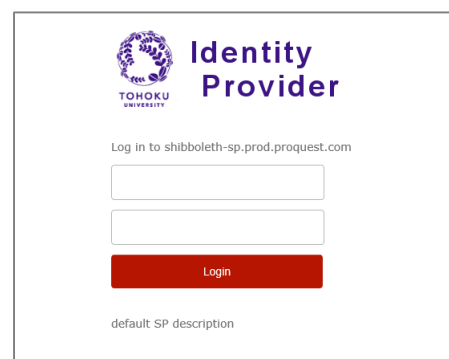 Identity
Provider
TOHOKU
UNIVERSITY
Log in to shibboleth-sp.prod.proquest.com
Login
default SP description